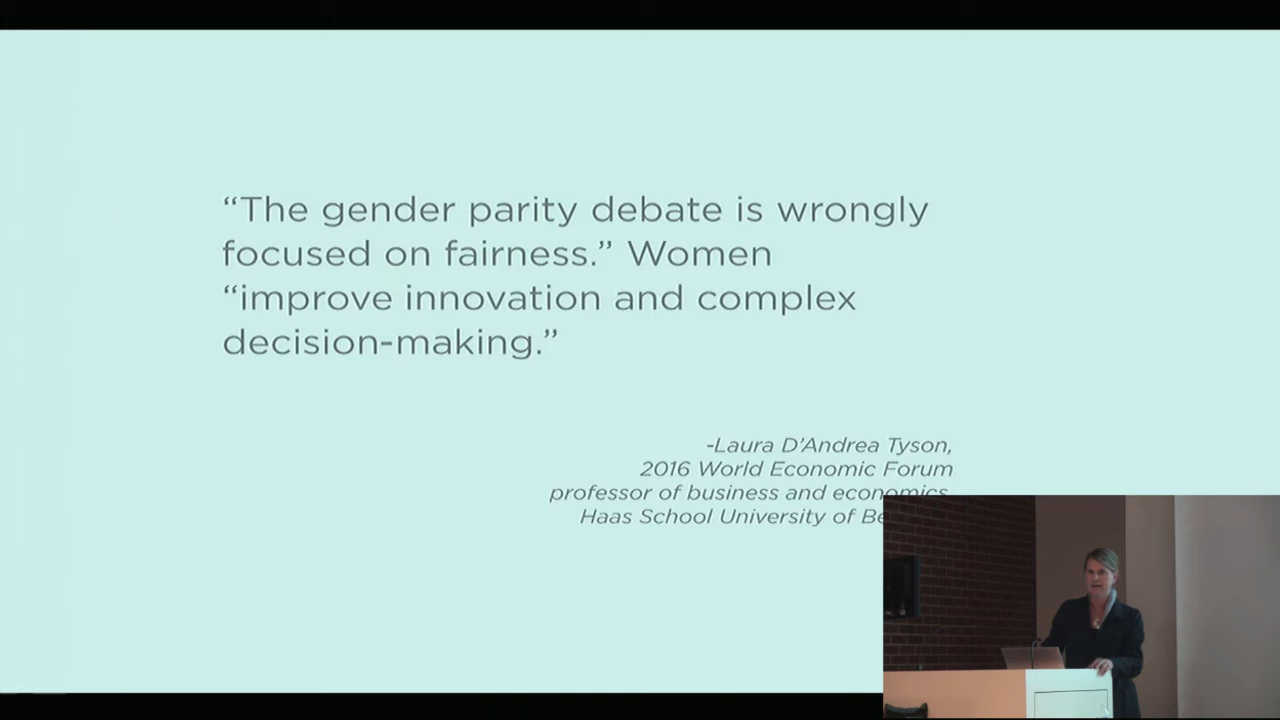 “The gender parity debate is wrongly
focused on fairness.” Women
“improve innovation and complex
decision-making.”
-Laura D’Andrea Tyson,
2016 World Economic Forum
professor of business and economics
Haas School University of